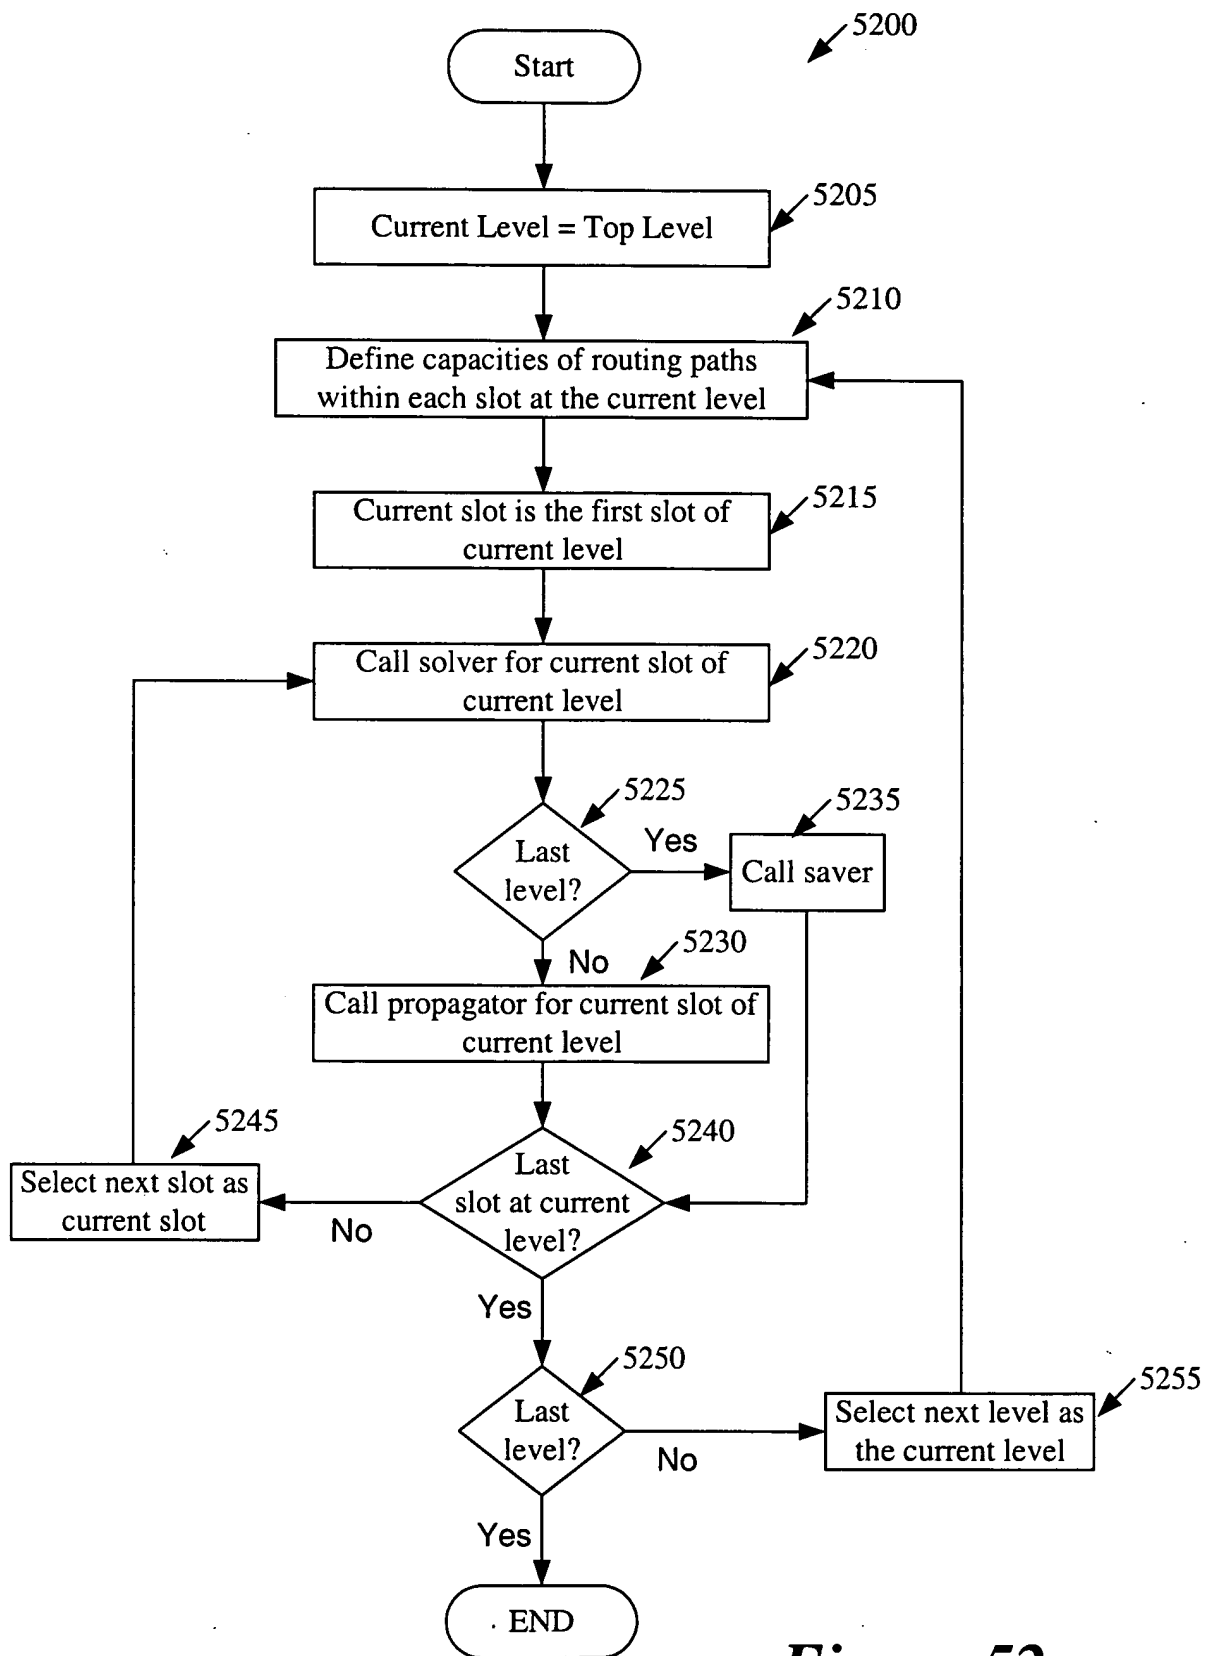 5200
Start
5205
Current Level = Top Level
5210
Define capacities of routing paths
within each slot at the current level
5215
Current slot is the first slot of
current level
5220
Call solver for current slot of
current level
5225
Last
level?
Yes
5235
Call saver
No
5230
Call propagator for current slot of
current level
5245
Select next slot as
current slot
No
5240
Last
slot at current
level?
Yes
5250
Last
level?
No
5255
Select next level as
the current level
Yes
END